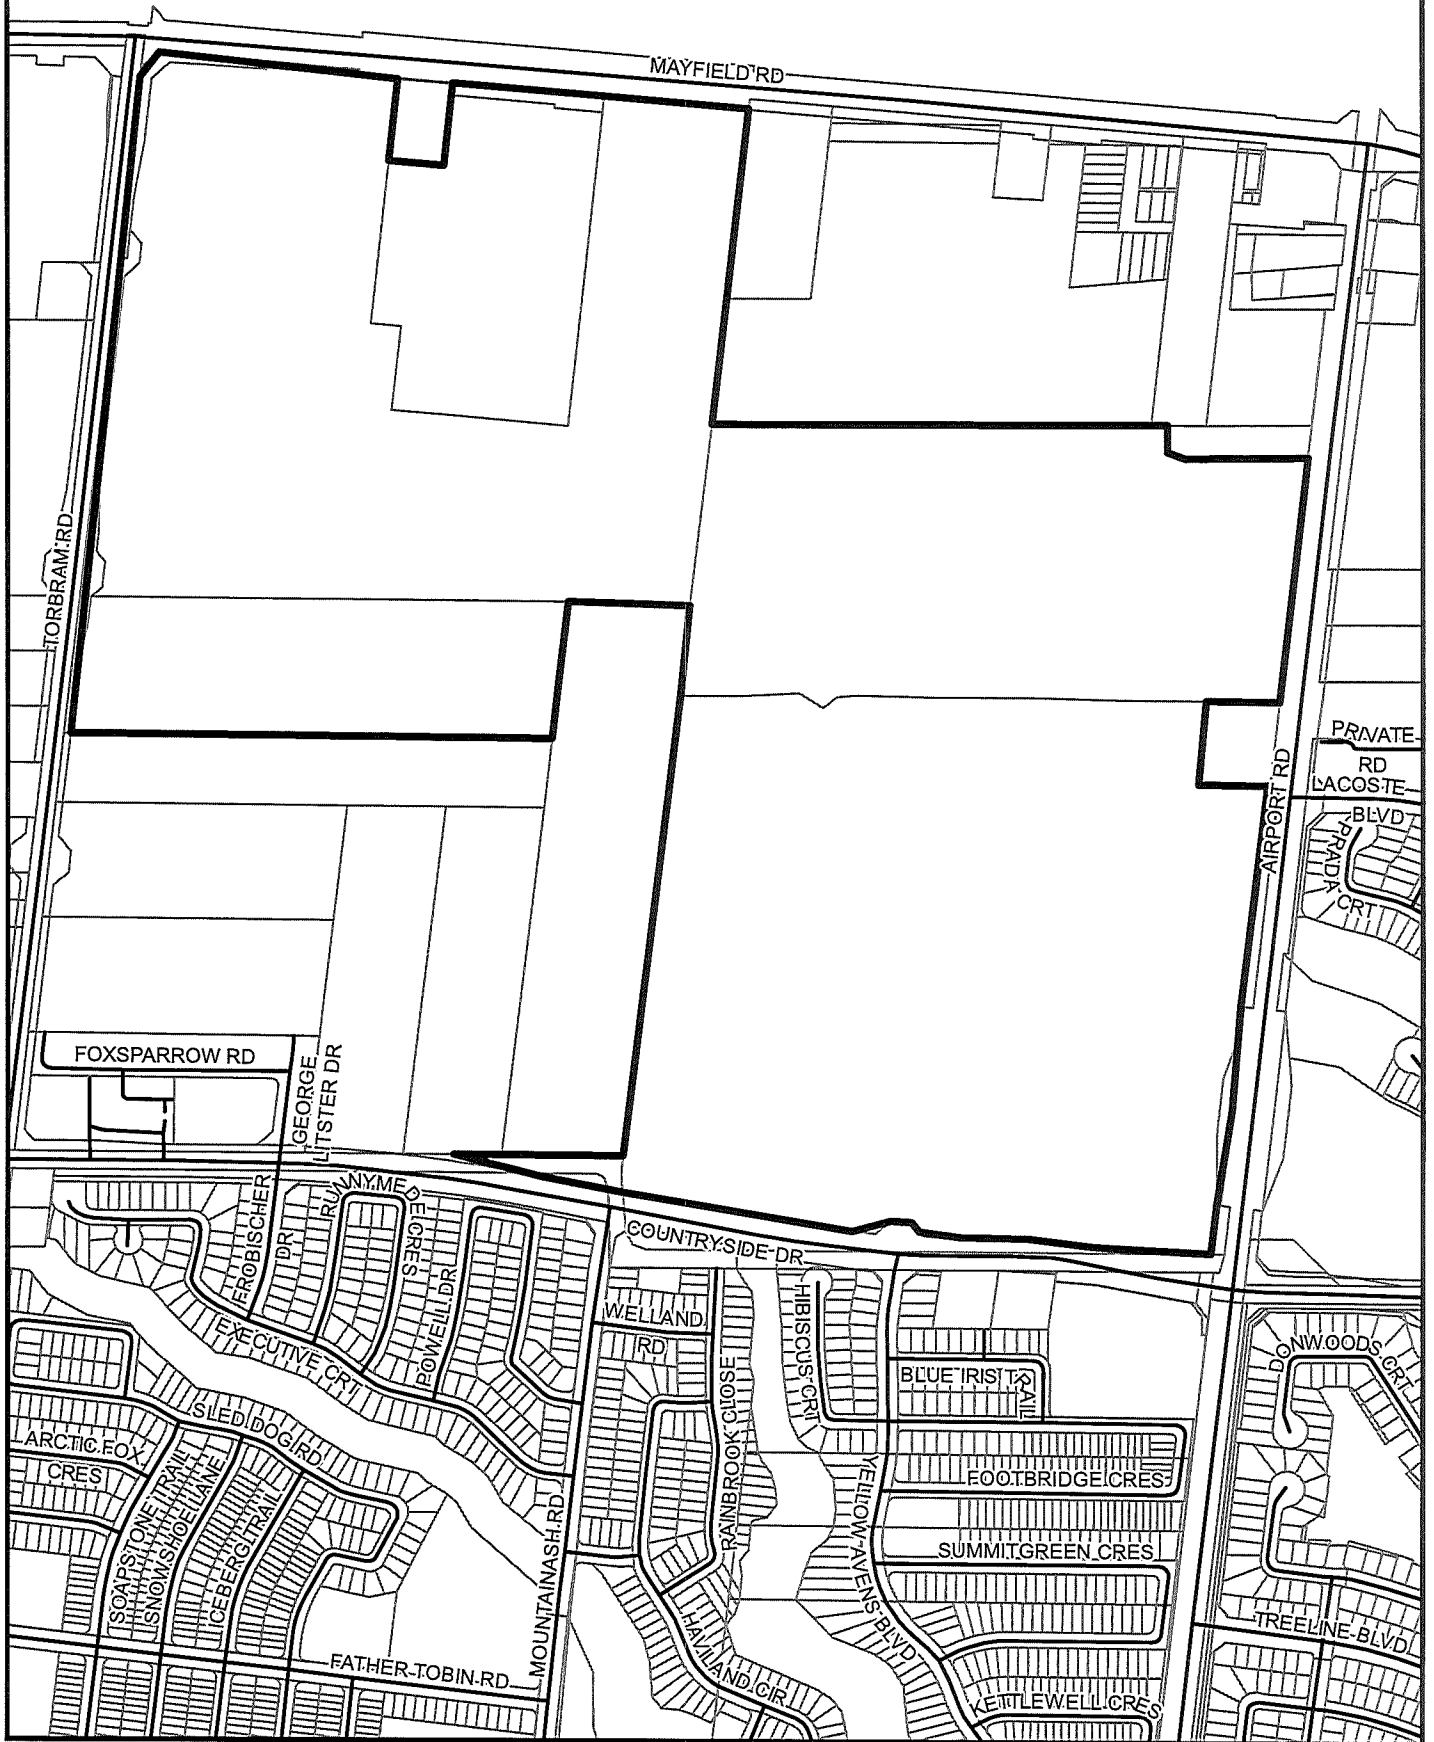 MAYFIELD RD
TORBRAM RD
PRIVATE
RD
LACOSTE
BLVD
AIRPORT RD
PRADA
CRT
FOXSPARROW RD
GEORGE
LITSTER DR
RUNNYMEDE CRES
FROBISCHER
DR
COUNTRYSIDE DR
POWELL DR
HIBISCUS CRT
WELLAND
RD
EXECUTIVE CRT
DONWOODS CRT
BLUE IRIS TRAIL
RAINBROOK CLOSE
SLED DOG RD
ARCTIC FOX
CRES
FOOTBRIDGE CRES
SOAPSTONE TRAIL
SNOWSHOE LANE
ICEBERG TRAIL
MOUNTAINASH RD
YELLOW AVENS BLVD
SUMMITGREEN CRES
TREELINE BLVD
FATHER TOBIN RD
HAVILAND CIR
KETTLEWELL CRES